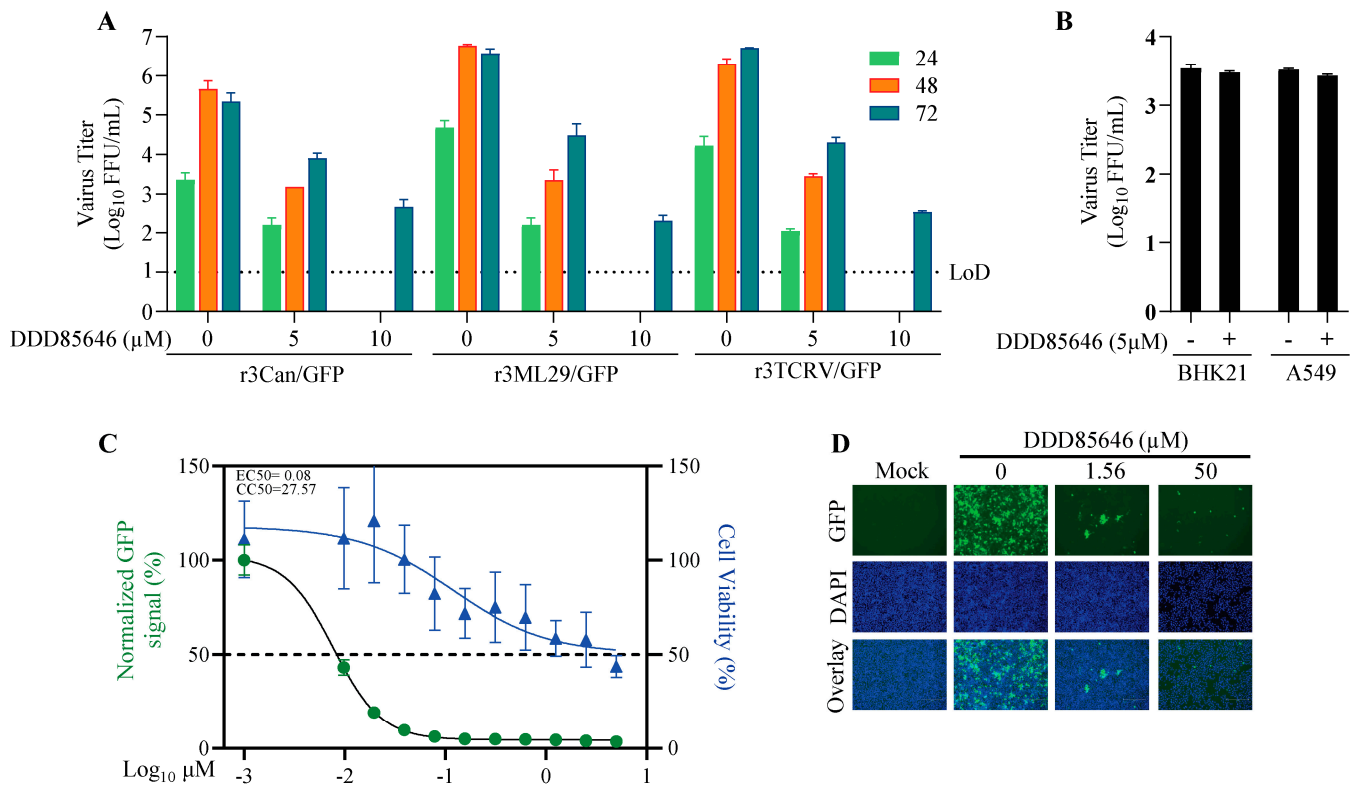 A
7
6
5
4
3
2
1
0
Vairus Titer
(Log10 FFU/mL)
24
48
72
LoD
DDD85646 (µM)
0 5 10 0 5 10 0 5 10
r3Can/GFP r3ML29/GFP r3TCRV/GFP
B
4
3
2
1
0
Vairus Titer
(Log10 FFU/mL)
DDD85646 (5µM)
- + - +
BHK21 A549
C
EC50= 0.08
CC50=27.57
150
100
50
0
Normalized GFP
signal (%)
150
100
50
0
Cell Viability
(%)
Log10 µM
-3 -2 -1 0 1
D
DDD85646 (µM)
Mock 0 1.56 50
GFP
DAPI
Overlay